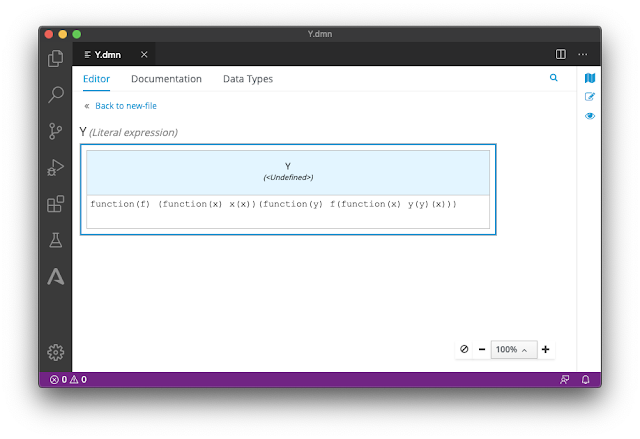 Y.dmn
Y.dmn
Editor Documentation Data Types
« Back to new-file
Y (Literal expression)
Y
(<Undefined>)
function(f) (function(x) x(x))(function(y) f(function(x) y(y)(x)))
100%
0 0